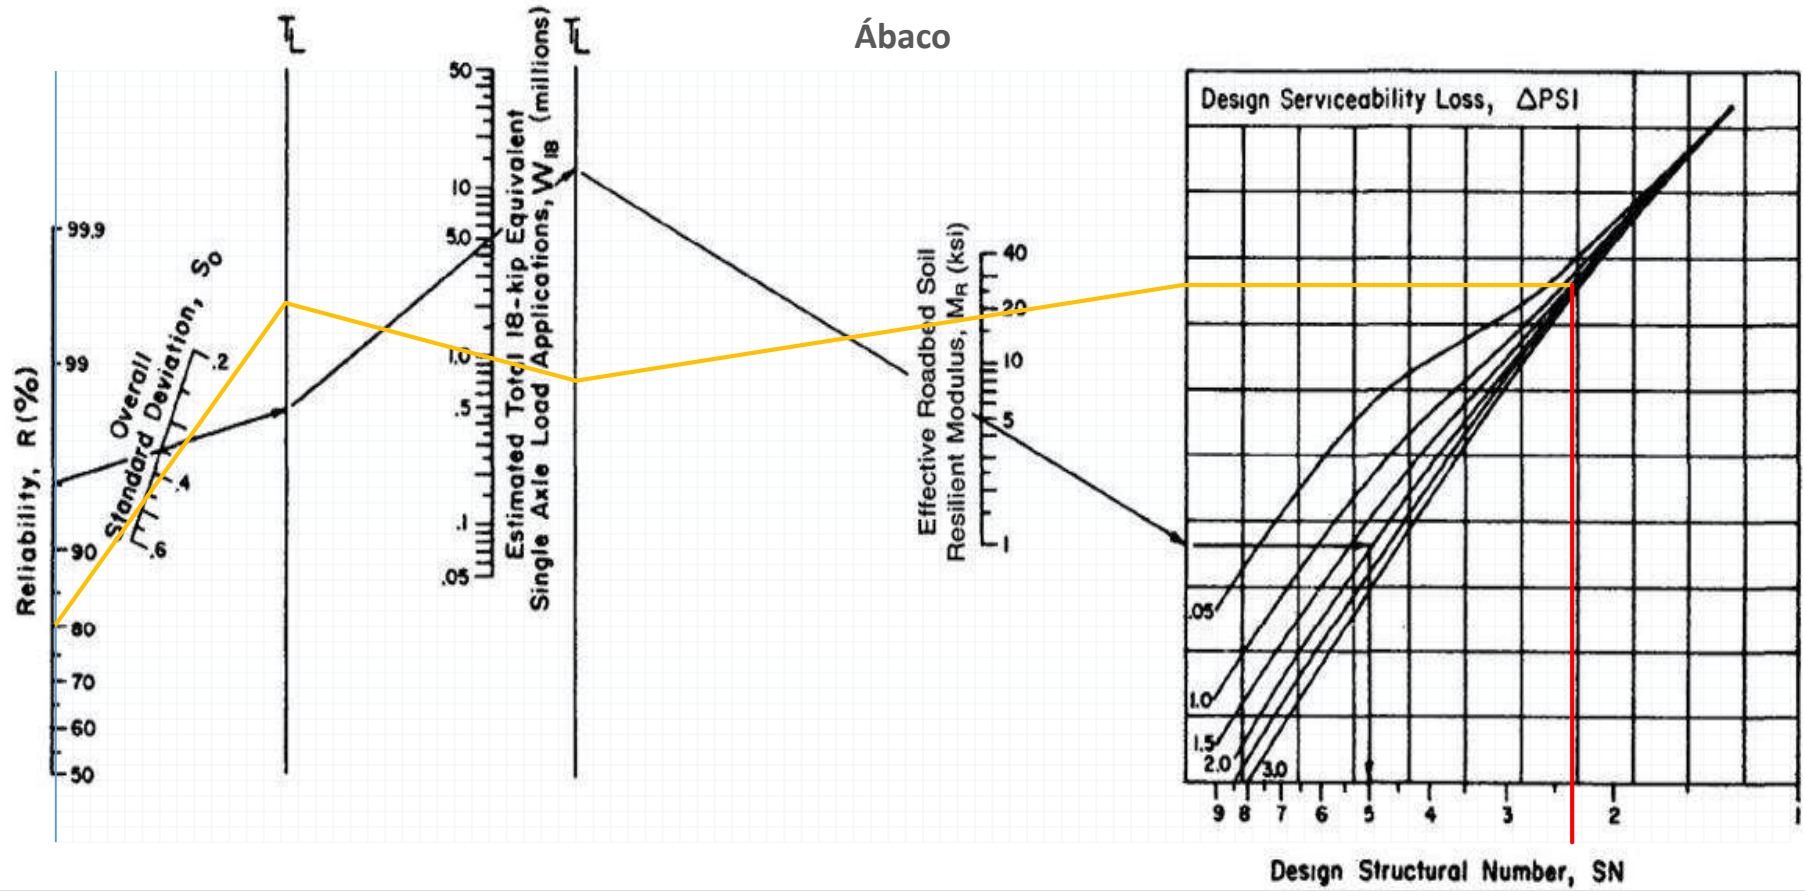 Ábaco
TL
TL
Reliability, R (%)
99.9
99
90
80
70
60
50
Overall
Standard Deviation, So
.2
.4
.6
Estimated Total 18-kip Equivalent
Single Axle Load Applications, W18 (millions)
50
10
5.0
1.0
.5
.1
.05
Effective Roadbed Soil
Resilient Modulus, MR (ksi)
40
20
10
5
1
Design Serviceability Loss, ΔPSI
.05
1.0
1.5
2.0
3.0
9 8 7 6 5 4 3 2 1
Design Structural Number, SN